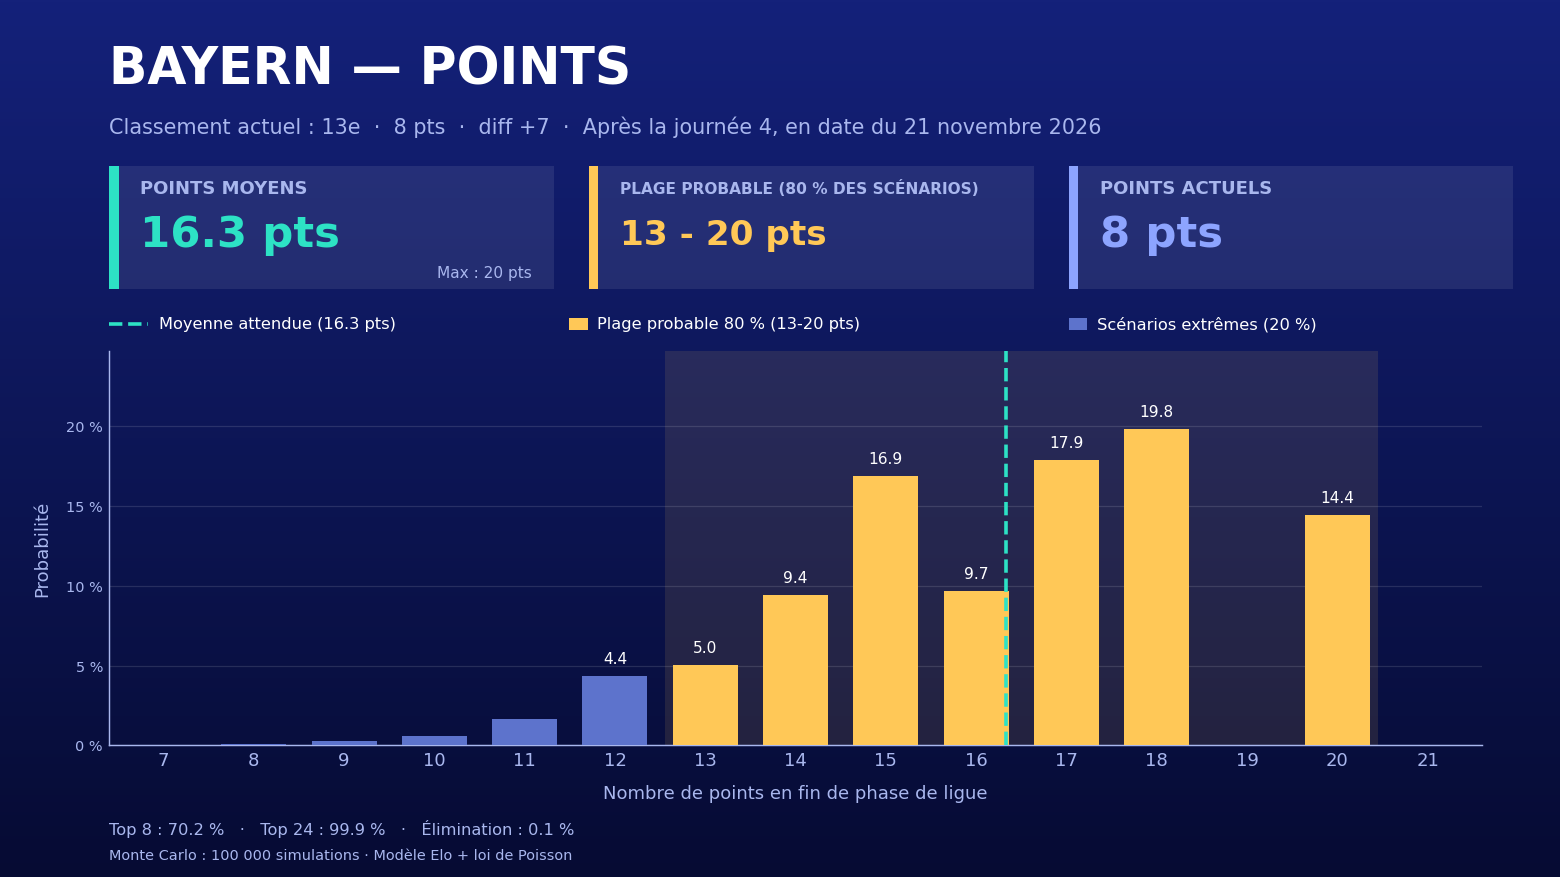 BAYERN — POINTS
Classement actuel : 13e · 8 pts · diff +7 · Après la journée 4, en date du 21 novembre 2026
POINTS MOYENS
16.3 pts
Max : 20 pts
PLAGE PROBABLE (80 % DES SCÉNARIOS)
13 - 20 pts
POINTS ACTUELS
8 pts
Moyenne attendue (16.3 pts)
Plage probable 80 % (13-20 pts)
Scénarios extrêmes (20 %)
Probabilité
20 %
15 %
10 %
5 %
0 %
4.4
5.0
9.4
16.9
9.7
17.9
19.8
14.4
7 8 9 10 11 12 13 14 15 16 17 18 19 20 21
Nombre de points en fin de phase de ligue
Top 8 : 70.2 % · Top 24 : 99.9 % · Élimination : 0.1 %
Monte Carlo : 100 000 simulations · Modèle Elo + loi de Poisson